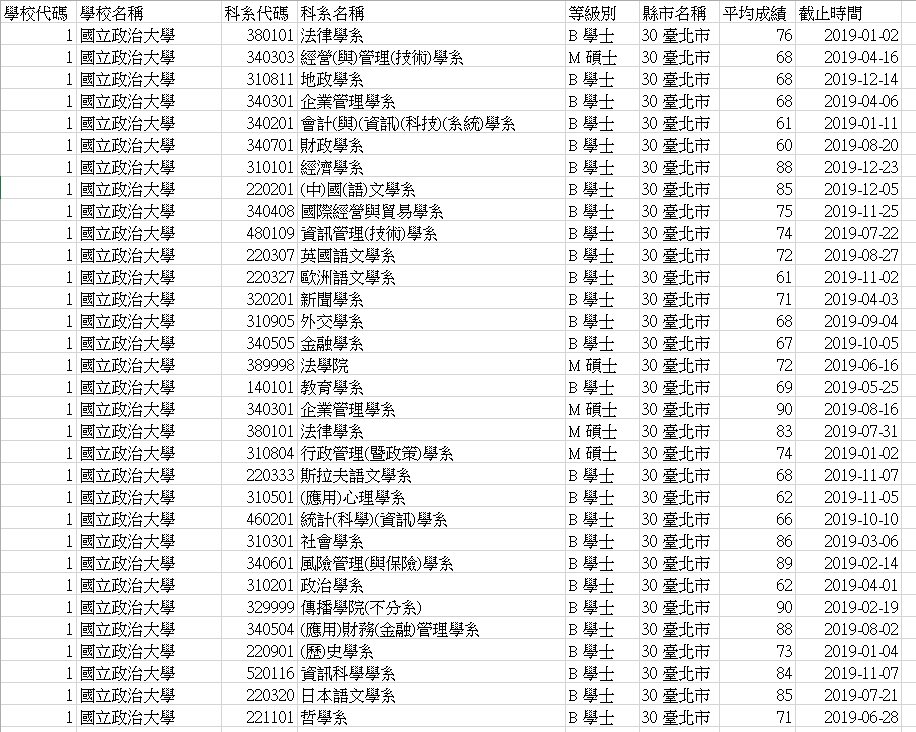 學校代碼 學校名稱 科系代碼 科系名稱 等級別 縣市名稱 平均成績 截止時間
1 國立政治大學 380101 法律學系 B 學士 30 臺北市 76 2019-01-02
1 國立政治大學 340303 經營(與)管理(技術)學系 M 碩士 30 臺北市 68 2019-04-16
1 國立政治大學 310811 地政學系 B 學士 30 臺北市 68 2019-12-14
1 國立政治大學 340301 企業管理學系 B 學士 30 臺北市 68 2019-04-06
1 國立政治大學 340201 會計(與)(資訊)(科技)(系統)學系 B 學士 30 臺北市 61 2019-01-11
1 國立政治大學 340701 財政學系 B 學士 30 臺北市 60 2019-08-20
1 國立政治大學 310101 經濟學系 B 學士 30 臺北市 88 2019-12-23
1 國立政治大學 220201 (中)國(語)文學系 B 學士 30 臺北市 85 2019-12-05
1 國立政治大學 340408 國際經營與貿易學系 B 學士 30 臺北市 75 2019-11-25
1 國立政治大學 480109 資訊管理(技術)學系 B 學士 30 臺北市 74 2019-07-22
1 國立政治大學 220307 英國語文學系 B 學士 30 臺北市 72 2019-08-27
1 國立政治大學 220327 歐洲語文學系 B 學士 30 臺北市 61 2019-11-02
1 國立政治大學 320201 新聞學系 B 學士 30 臺北市 71 2019-04-03
1 國立政治大學 310905 外交學系 B 學士 30 臺北市 68 2019-09-04
1 國立政治大學 340505 金融學系 B 學士 30 臺北市 67 2019-10-05
1 國立政治大學 389998 法學院 M 碩士 30 臺北市 72 2019-06-16
1 國立政治大學 140101 教育學系 B 學士 30 臺北市 69 2019-05-25
1 國立政治大學 340301 企業管理學系 M 碩士 30 臺北市 90 2019-08-16
1 國立政治大學 380101 法律學系 M 碩士 30 臺北市 83 2019-07-31
1 國立政治大學 310804 行政管理(暨政策)學系 M 碩士 30 臺北市 74 2019-01-02
1 國立政治大學 220333 斯拉夫語文學系 B 學士 30 臺北市 68 2019-11-07
1 國立政治大學 310501 (應用)心理學系 B 學士 30 臺北市 62 2019-11-05
1 國立政治大學 460201 統計(科學)(資訊)學系 B 學士 30 臺北市 66 2019-10-10
1 國立政治大學 310301 社會學系 B 學士 30 臺北市 86 2019-03-06
1 國立政治大學 340601 風險管理(與保險)學系 B 學士 30 臺北市 89 2019-02-14
1 國立政治大學 310201 政治學系 B 學士 30 臺北市 62 2019-04-01
1 國立政治大學 329999 傳播學院(不分系) B 學士 30 臺北市 90 2019-02-19
1 國立政治大學 340504 (應用)財務(金融)管理學系 B 學士 30 臺北市 88 2019-08-02
1 國立政治大學 220901 (歷)史學系 B 學士 30 臺北市 73 2019-01-04
1 國立政治大學 520116 資訊科學學系 B 學士 30 臺北市 84 2019-11-07
1 國立政治大學 220320 日本語文學系 B 學士 30 臺北市 85 2019-07-21
1 國立政治大學 221101 哲學系 B 學士 30 臺北市 71 2019-06-28